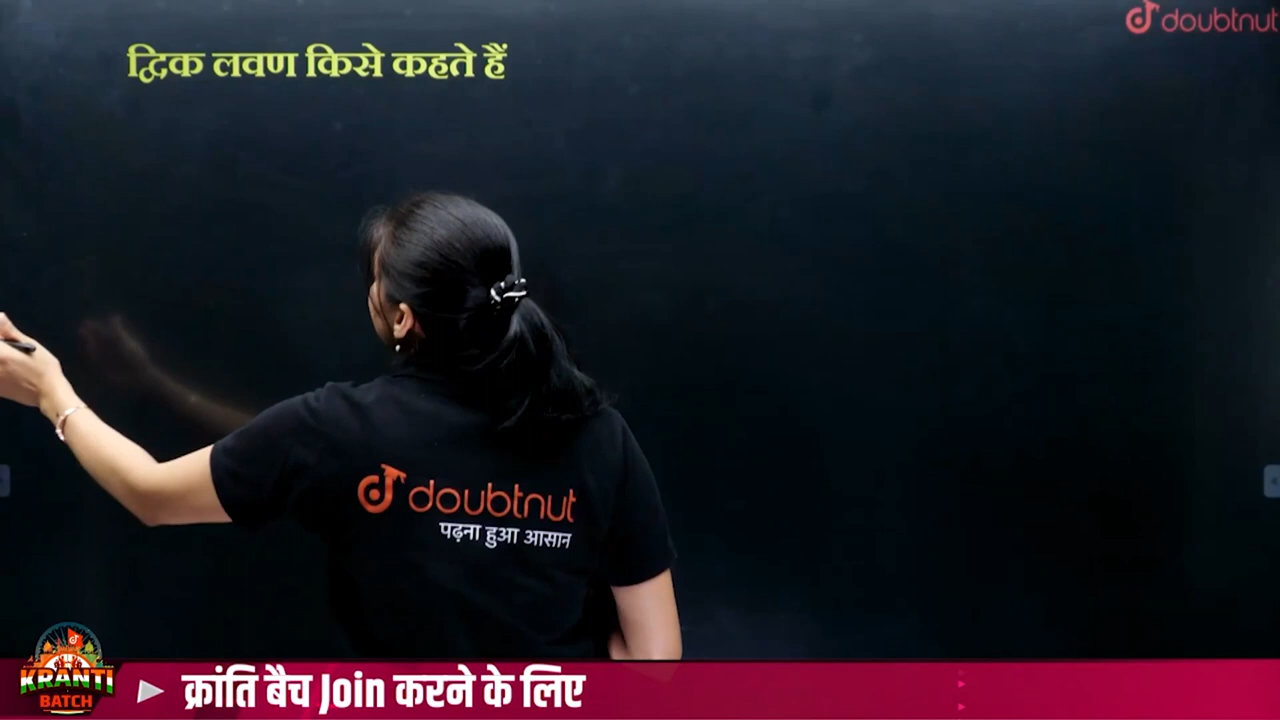 doubtnut
द्विक लवण किसे कहते हैं
doubtnut
पढ़ना हुआ आसान
KRANTI
BATCH
क्रांति बैच Join करने के लिए